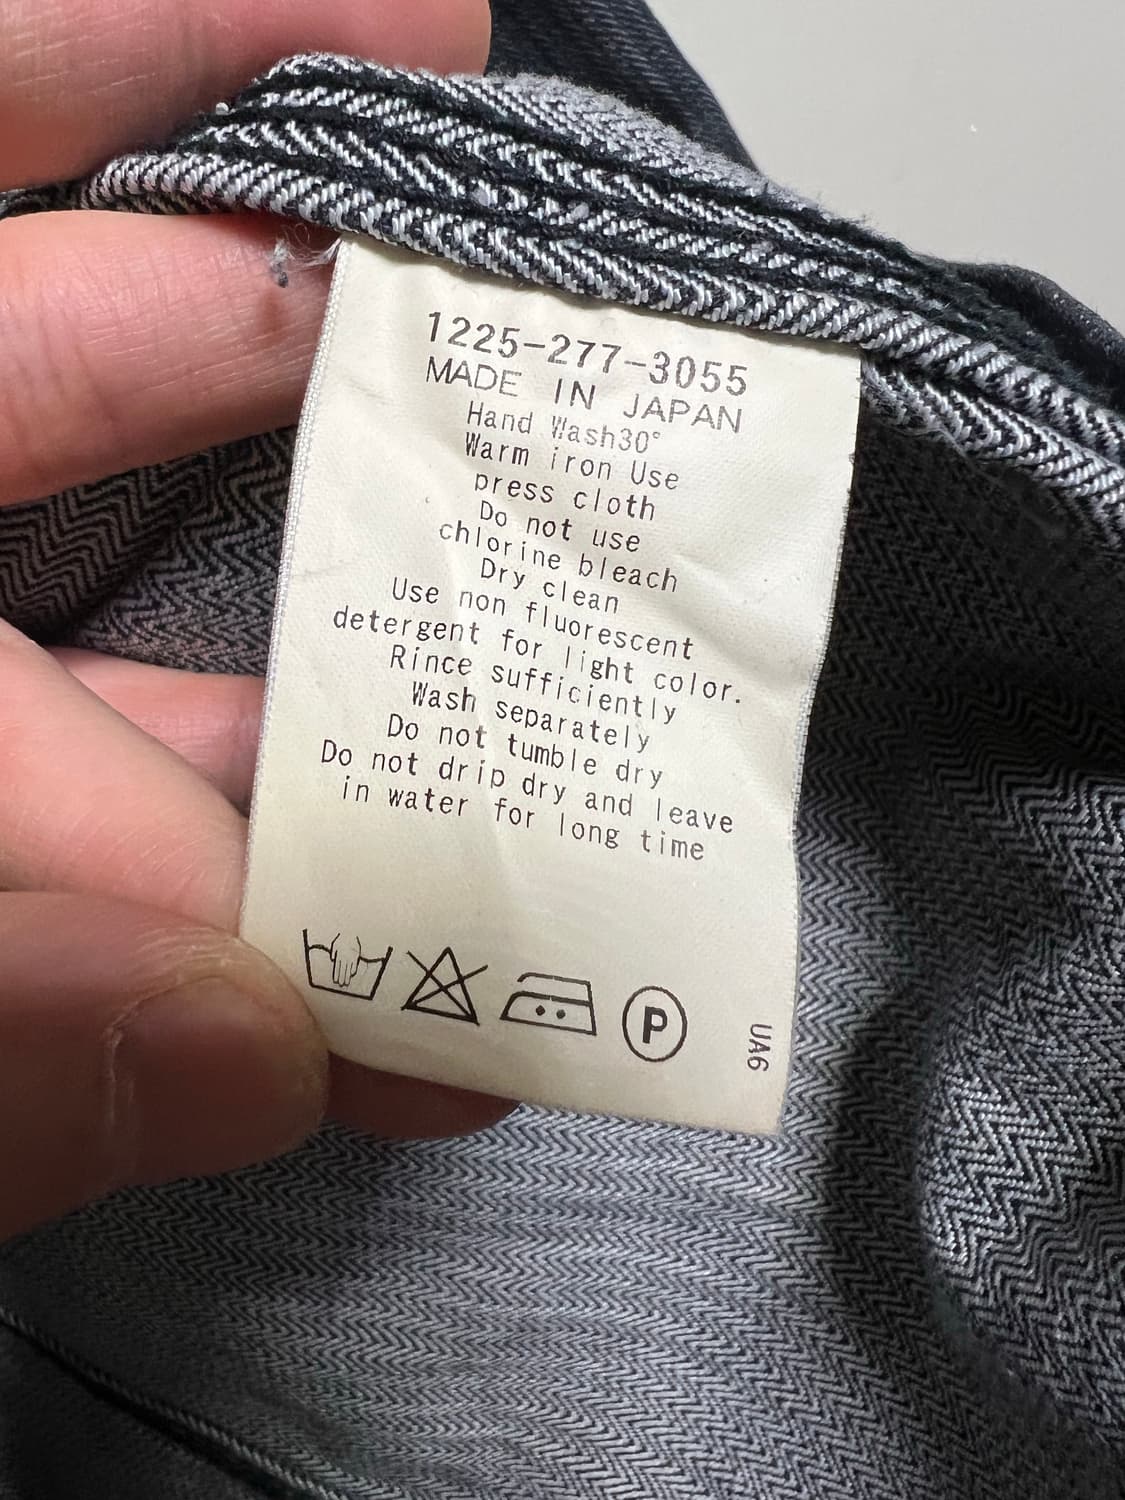 1225-277-3055
MADE IN JAPAN
Hand Wash30°
Warm iron Use
press cloth
Do not use
chlorine bleach
Dry clean
Use non fluorescent
detergent for light color.
Rince sufficiently
Wash separately
Do not tumble dry
Do not drip dry and leave
in water for long time
P
UA6